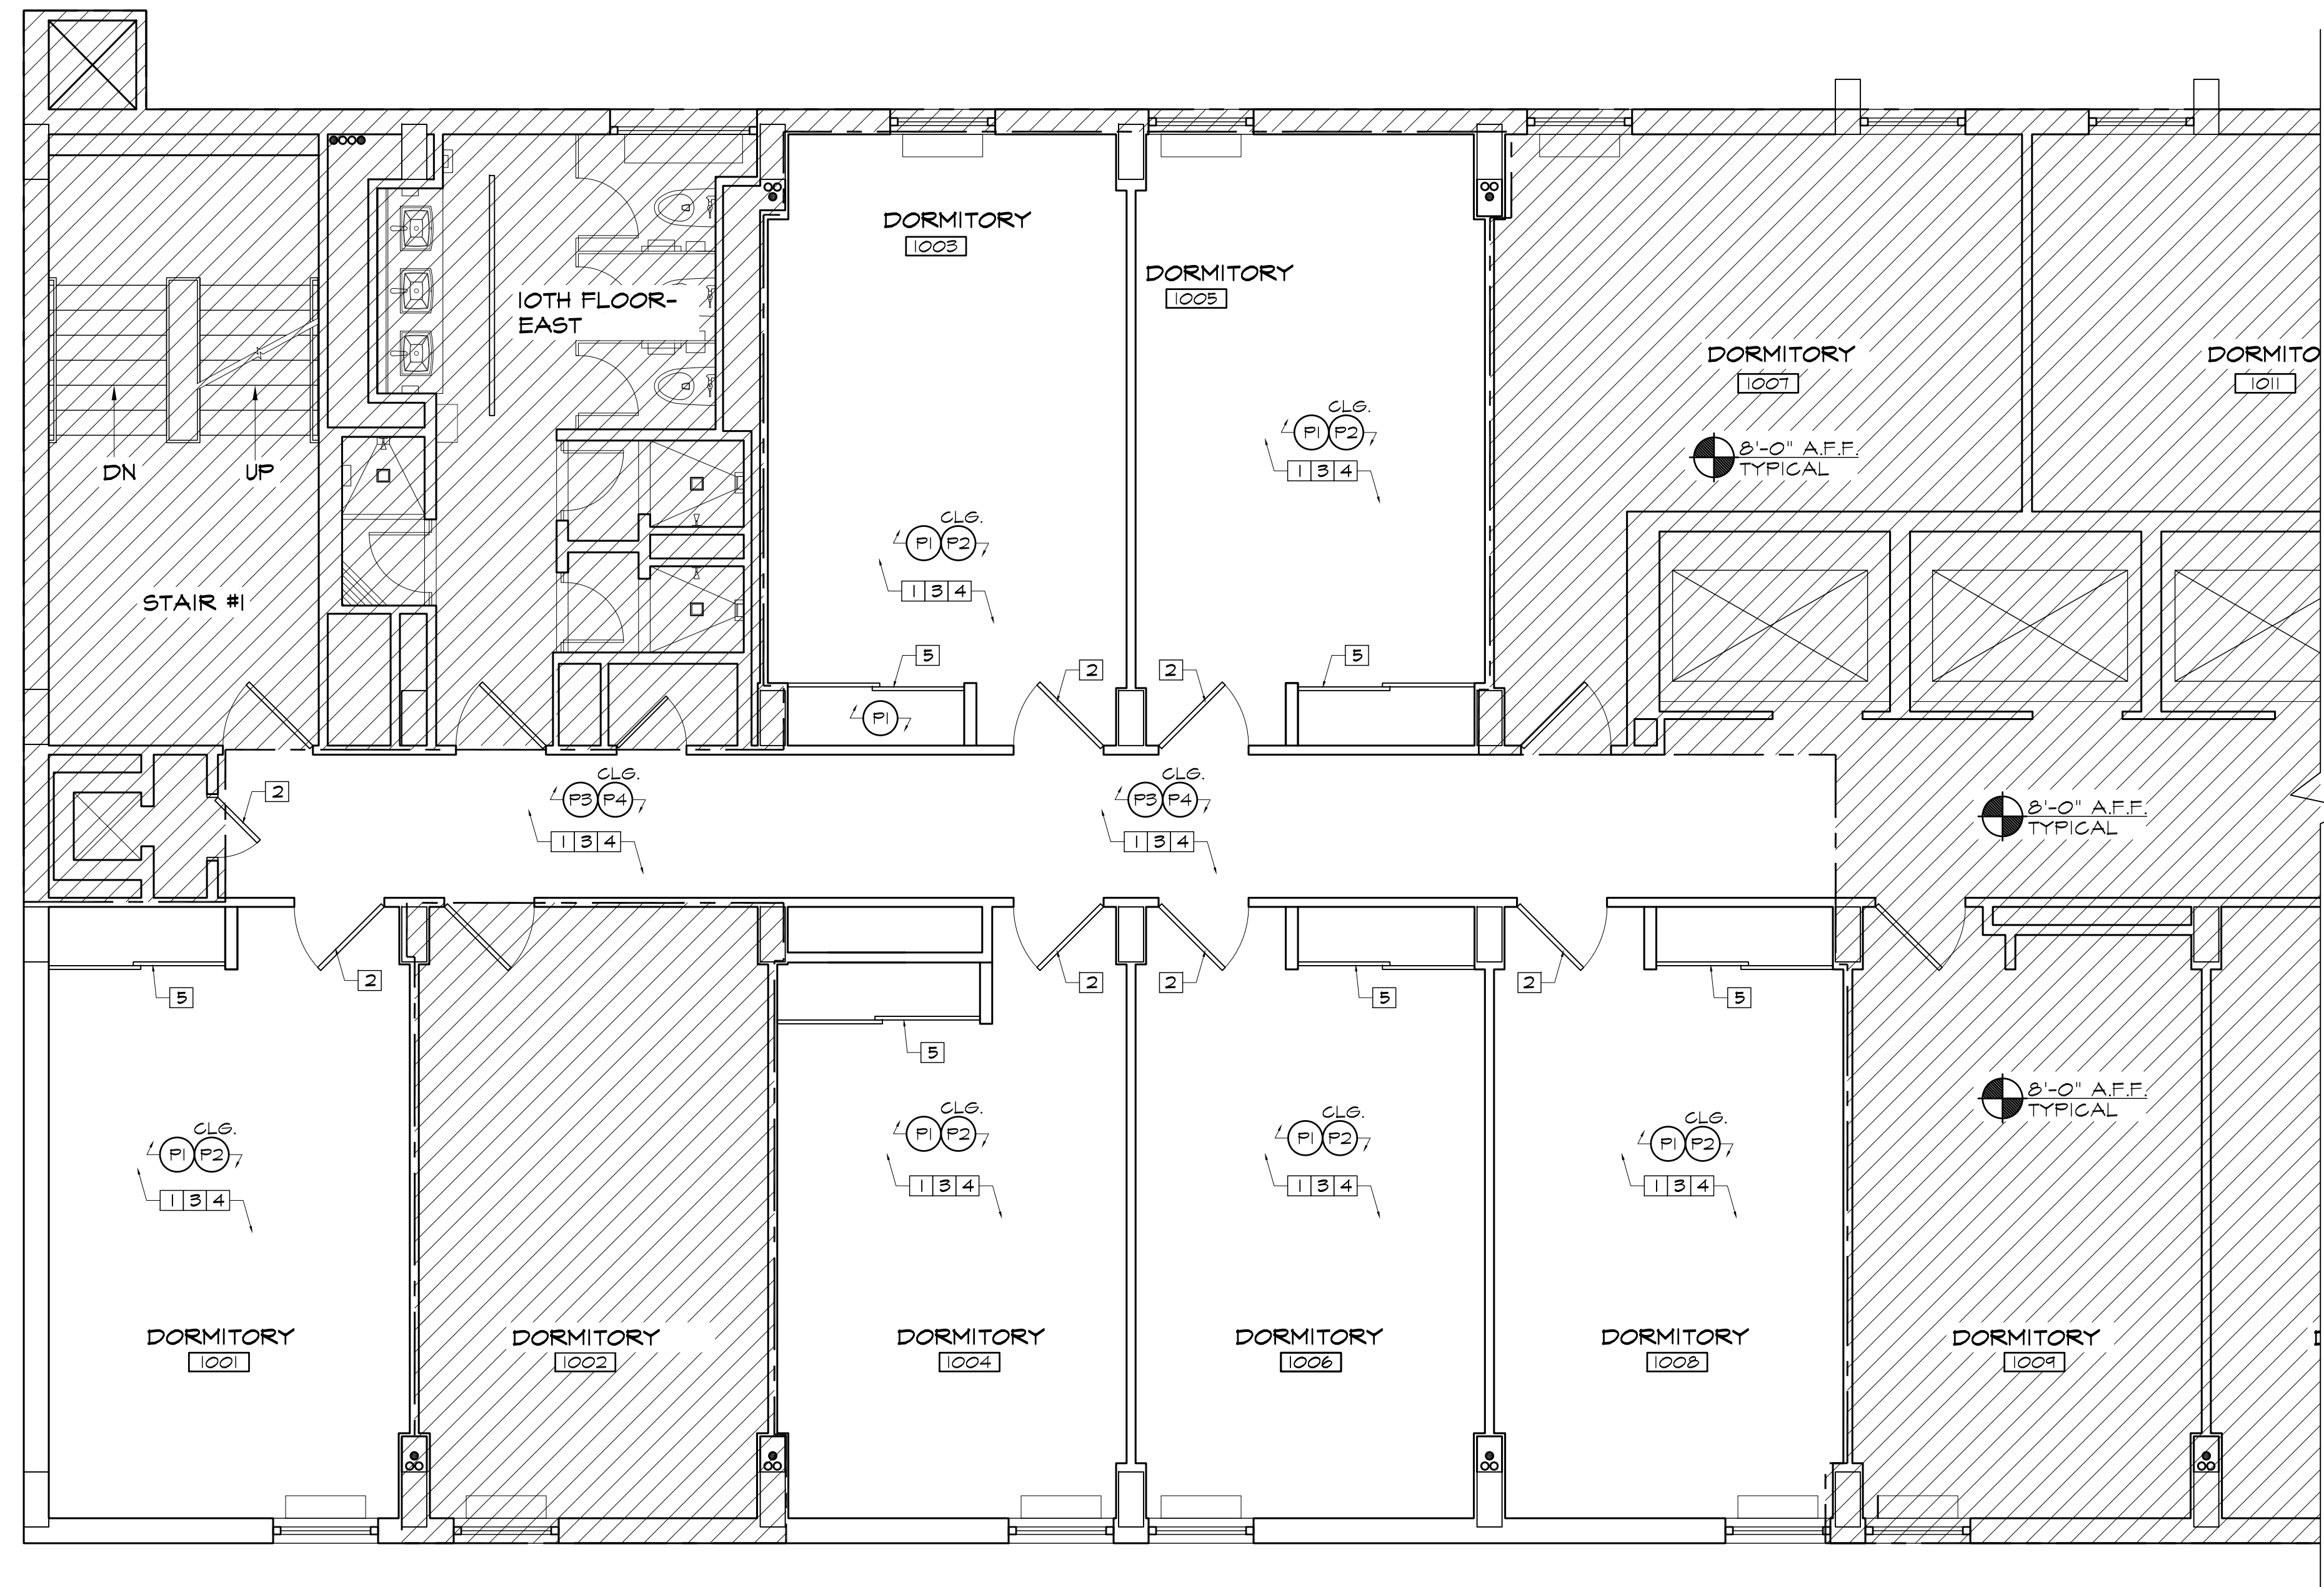 DORMITORY
1003
DORMITORY
1005
10TH FLOOR-
EAST
DORMITORY
1007
DORMITO
1011
CLG.
P1 P2
1 3 4
8'-0" A.F.F.
TYPICAL
DN
UP
CLG.
P1 P2
1 3 4
STAIR #1
5
2
2
5
P1
2
CLG.
P3 P4
1 3 4
CLG.
P3 P4
1 3 4
8'-0" A.F.F.
TYPICAL
5
2
5
2
2
5
2
5
8'-0" A.F.F.
TYPICAL
CLG.
P1 P2
1 3 4
CLG.
P1 P2
1 3 4
CLG.
P1 P2
1 3 4
CLG.
P1 P2
1 3 4
DORMITORY
1001
DORMITORY
1002
DORMITORY
1004
DORMITORY
1006
DORMITORY
1008
DORMITORY
1009